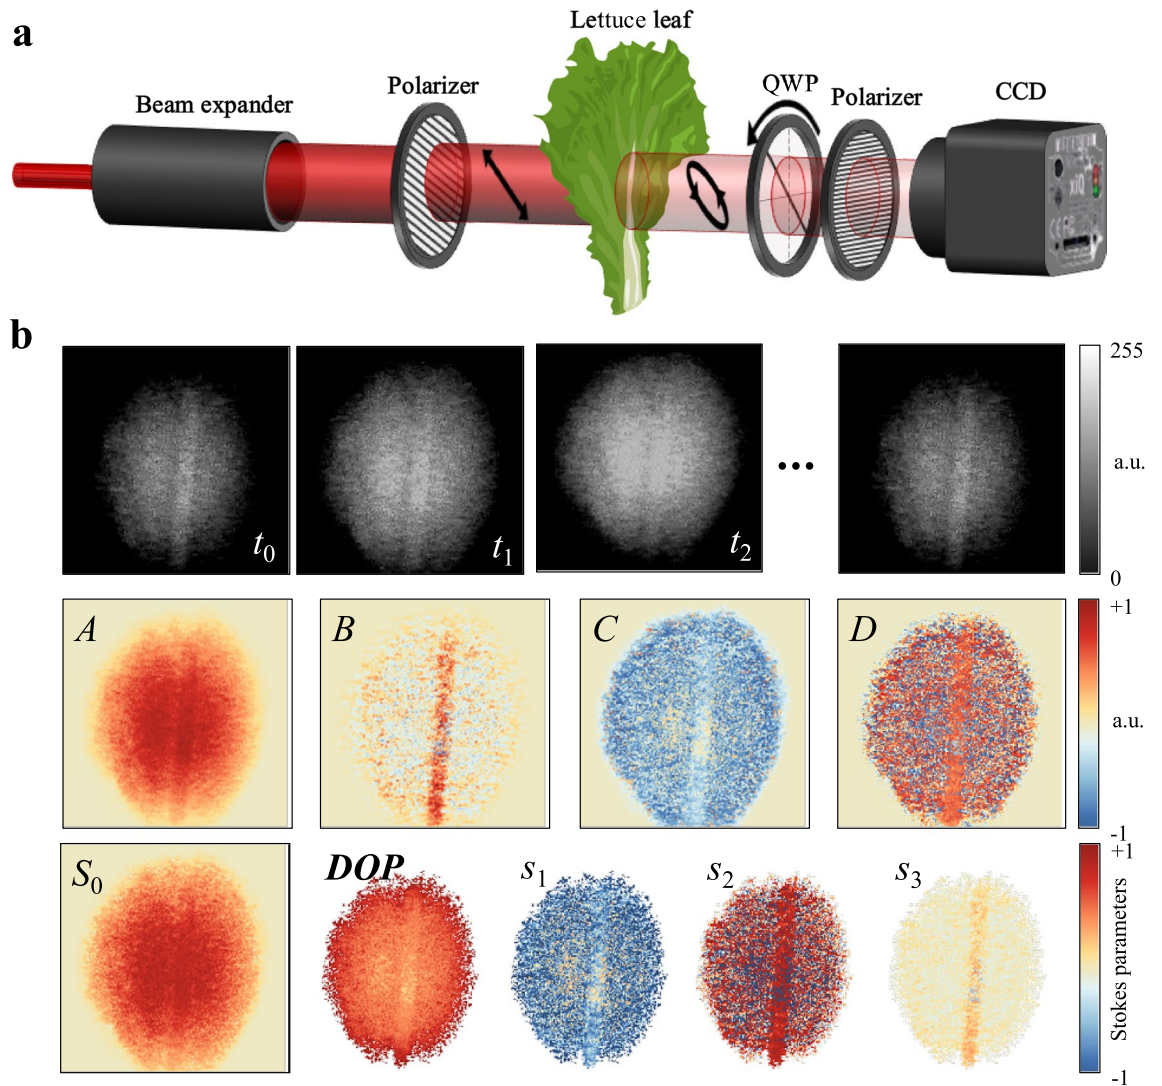 a
Lettuce leaf
Beam expander
Polarizer
QWP
Polarizer
CCD
xiQ
b
t0
t1
t2
...
255
a.u.
0
A
B
C
D
+1
a.u.
-1
S0
DOP
s1
s2
s3
+1
Stokes parameters
-1